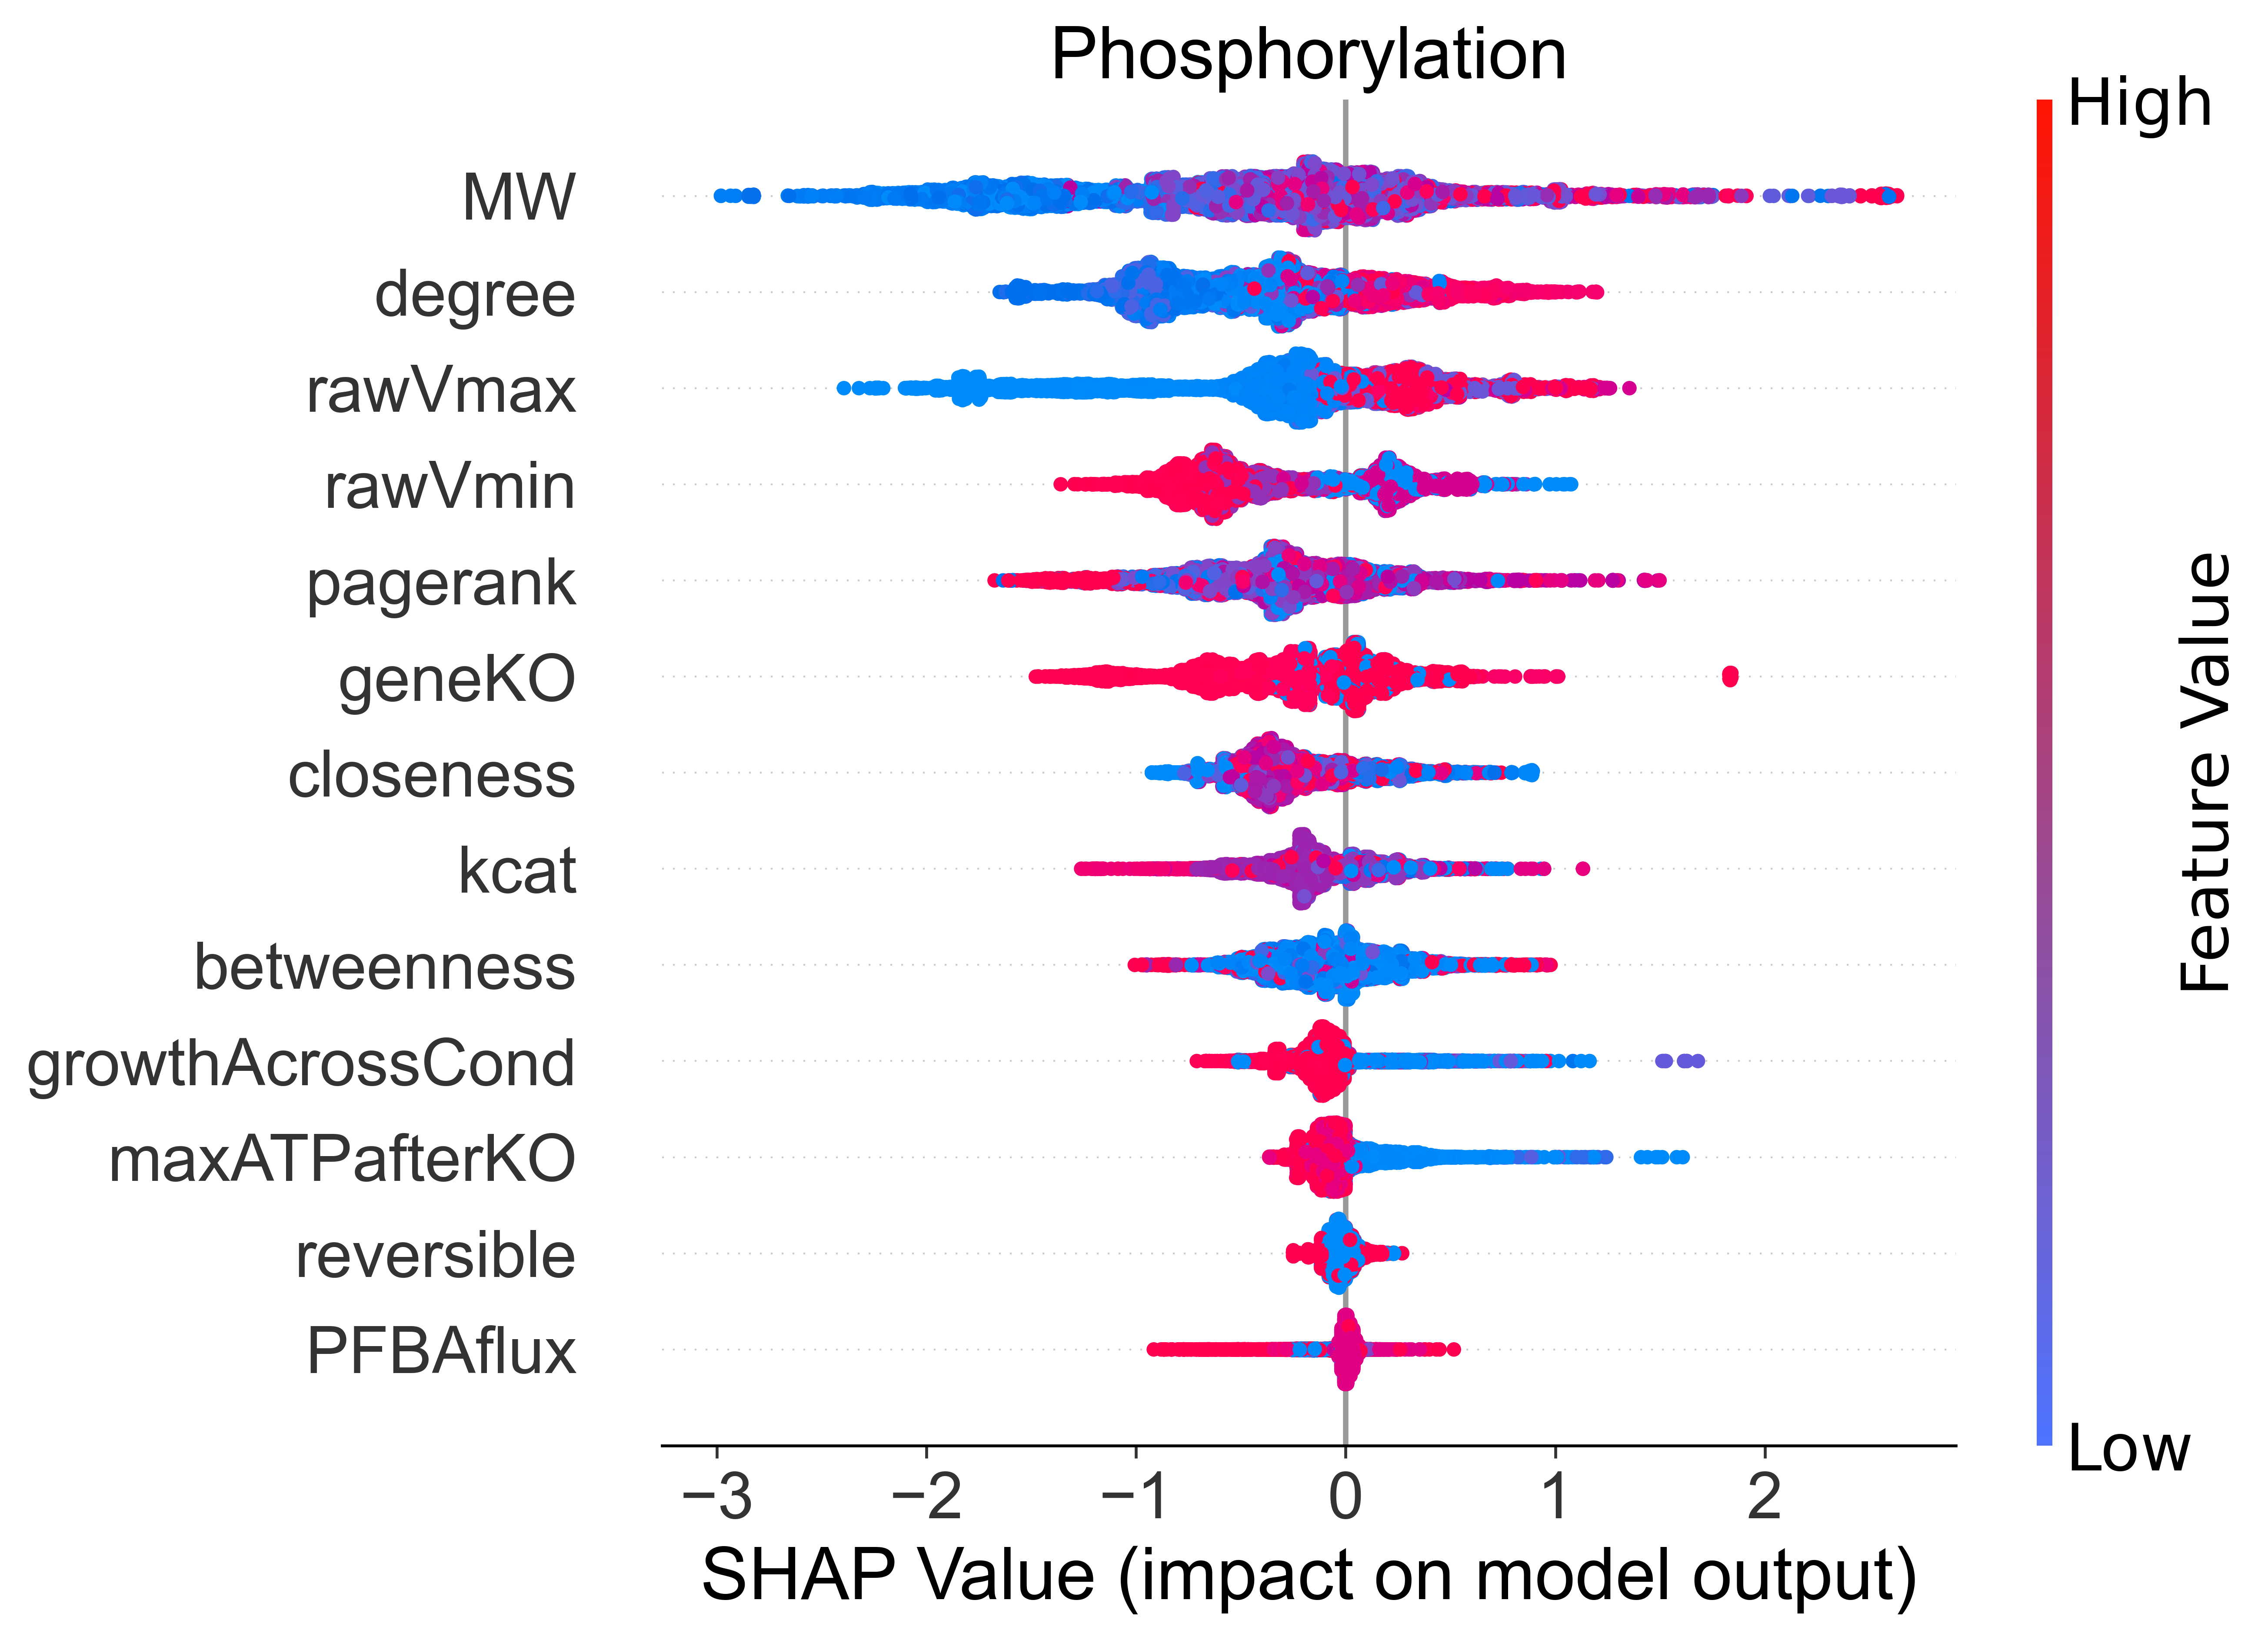 Phosphorylation
High
MW
degree
rawVmax
rawVmin
pagerank
geneKO
closeness
kcat
betweenness
growthAcrossCond
maxATPafterKO
reversible
PFBAflux
Feature Value
Low
−3 −2 −1 0 1 2
SHAP Value (impact on model output)